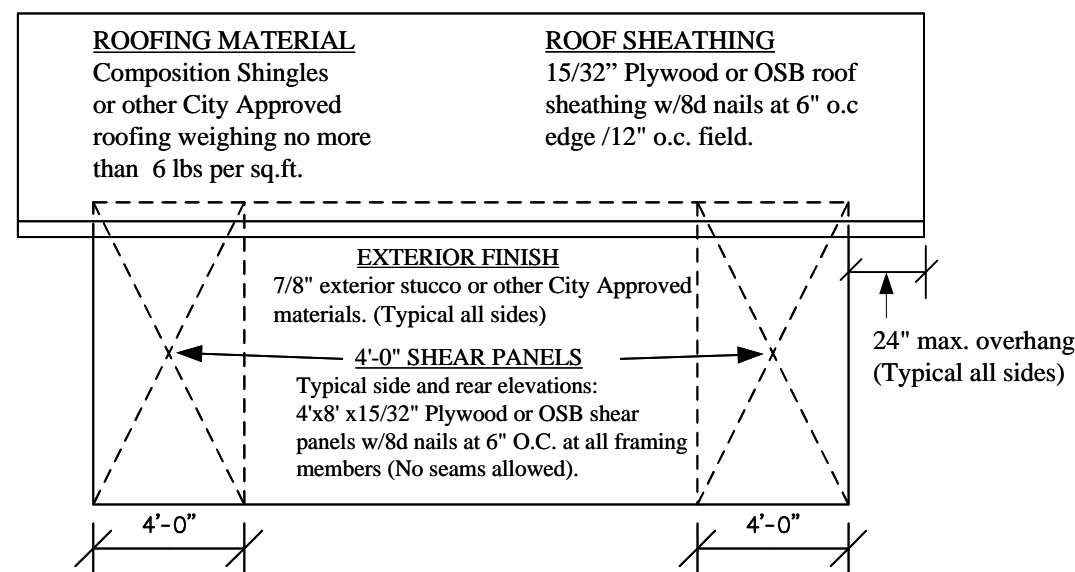 ROOFING MATERIAL
Composition Shingles
or other City Approved
roofing weighing no more
than 6 lbs per sq.ft.
ROOF SHEATHING
15/32” Plywood or OSB roof
sheathing w/8d nails at 6" o.c
edge /12" o.c. field.
EXTERIOR FINISH
7/8" exterior stucco or other City Approved
materials. (Typical all sides)
24" max. overhang
(Typical all sides)
4'-0" SHEAR PANELS
Typical side and rear elevations:
4'x8' x15/32" Plywood or OSB shear
panels w/8d nails at 6" O.C. at all framing
members (No seams allowed).
4’-0”
4’-0”